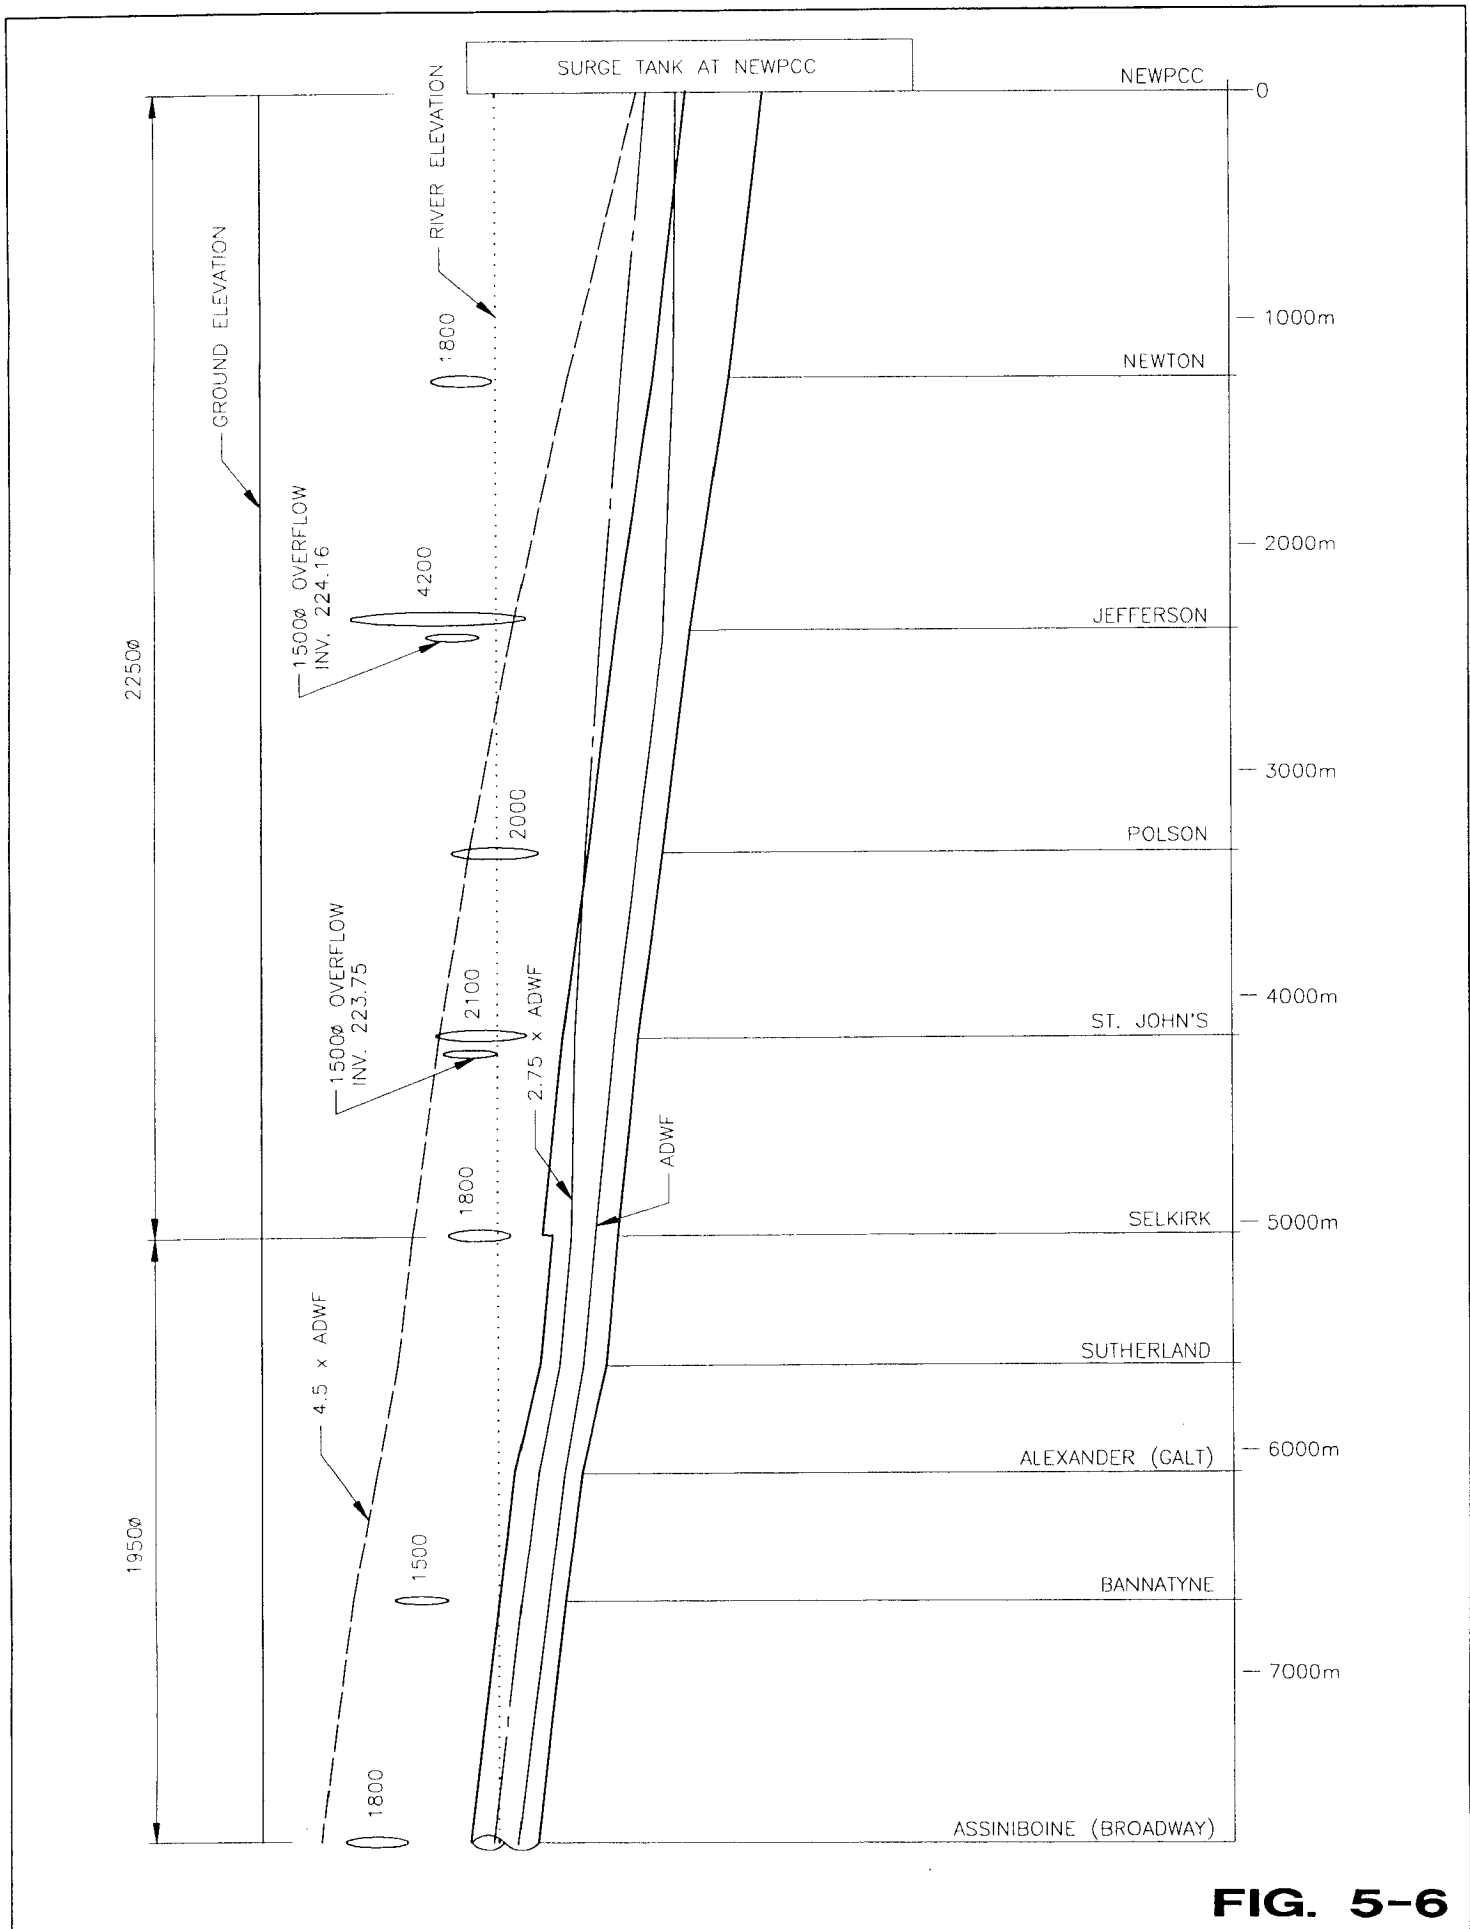 SURGE TANK AT NEWPCC
NEWPCC
0
RIVER ELEVATION
GROUND ELEVATION
1000m
1800
NEWTON
2000m
1500ø OVERFLOW
INV. 224.16
4200
JEFFERSON
2250ø
3000m
2000
POLSON
1500ø OVERFLOW
INV. 223.75
2100
2.75 x ADWF
4000m
ST. JOHN'S
ADWF
1800
SELKIRK
5000m
4.5 x ADWF
SUTHERLAND
6000m
ALEXANDER (GALT)
1950ø
1500
BANNATYNE
7000m
1800
ASSINIBOINE (BROADWAY)
FIG. 5-6